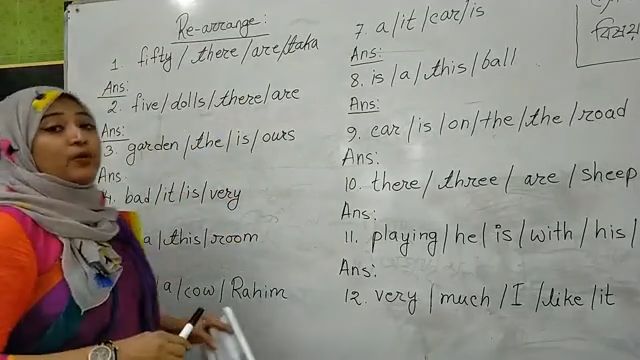 Re-arrange:
1. fifty / there / are / taka
Ans:
2. five / dolls / there / are
Ans:
3. garden / the / is / ours
Ans.
4. bad / it / is / very
a / this / room
a / cow / Rahim
7. a / it / car / is
Ans:
8. is / a / this / ball
Ans:
9. car / is / on / the / the / road
Ans:
10. there / three / are / sheep
Ans:
11. playing / he / is / with / his /
Ans:
12. very / much / I / like / it
বিষয়